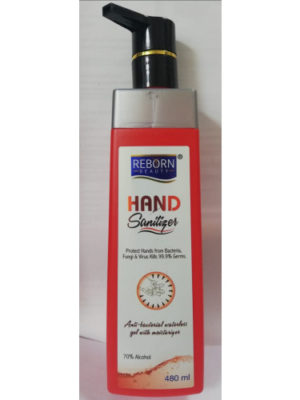 REBORN®
BEAUTY
HAND
Sanitizer
Protect Hands from Bacteria,
Fungi & Virus Kills 99.9% Germs.
Anti-bacterial waterless
gel with moisturizer
70% Alcohol
480 ml